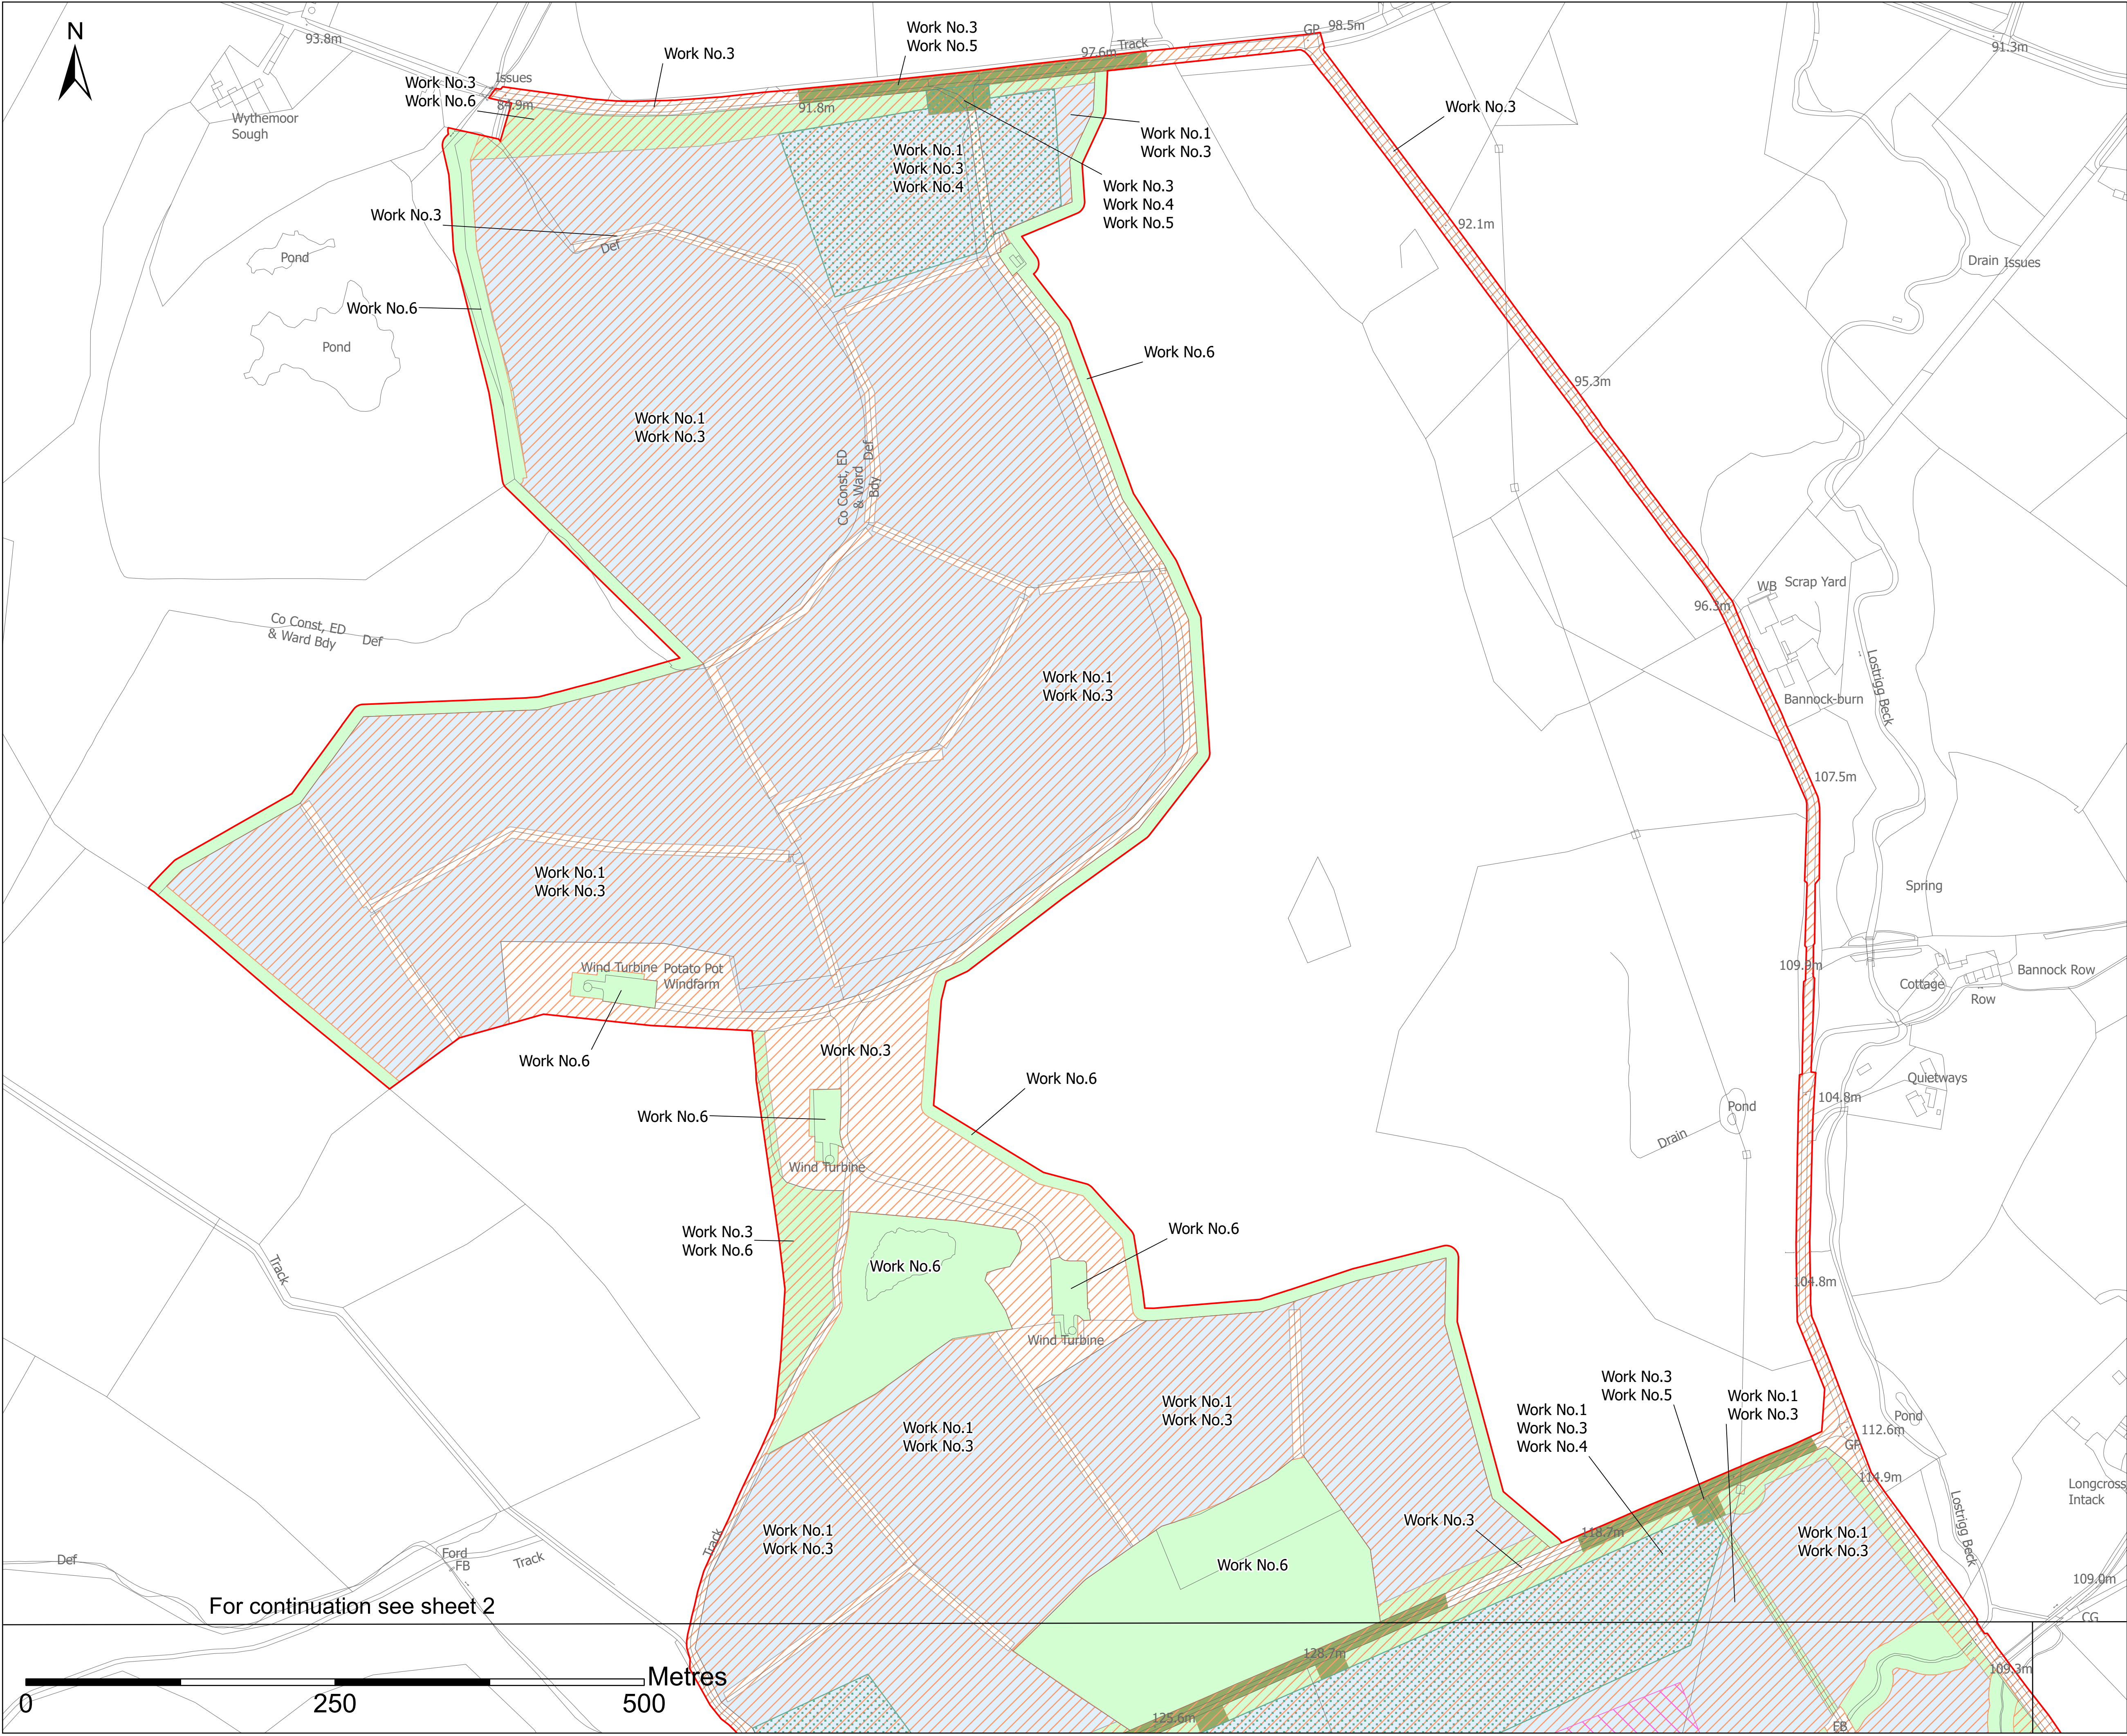 N
93.8m
Issues
Work No.3
Work No.3
Work No.5
97.6m
Track
GP
98.5m
91.3m
Work No.3
Work No.6
84.9m
91.8m
Wythemoor
Sough
Work No.3
Work No.1
Work No.3
Work No.1
Work No.3
Work No.4
Work No.3
Work No.4
Work No.5
Work No.3
Def
92.1m
Pond
Drain
Issues
Work No.6
Pond
Work No.6
95.3m
Work No.1
Work No.3
Co Const, ED
& Ward
Bdy
Def
WB
Scrap Yard
96.3m
Co Const, ED
& Ward Bdy
Def
Lostrigg Beck
Work No.1
Work No.3
Bannock-burn
107.5m
Work No.1
Work No.3
Spring
Wind Turbine
Potato Pot
Windfarm
109.9m
Cottage
Bannock Row
Row
Work No.6
Work No.3
Work No.6
Quietways
104.8m
Work No.6
Pond
Drain
Wind Turbine
Work No.3
Work No.6
Work No.6
Work No.6
Track
104.8m
Wind Turbine
Work No.3
Work No.5
Work No.1
Work No.3
Work No.1
Work No.3
Work No.1
Work No.3
Work No.4
Work No.1
Work No.3
Pond
112.6m
GP
114.9m
Longcross
Intack
Work No.3
Work No.1
Work No.3
Track
118.7m
Work No.1
Work No.3
Lostrigg Beck
Def
Ford
FB
Track
Work No.6
109.0m
CG
For continuation see sheet 2
128.7m
109.3m
Metres
0
250
500
125.6m
FB